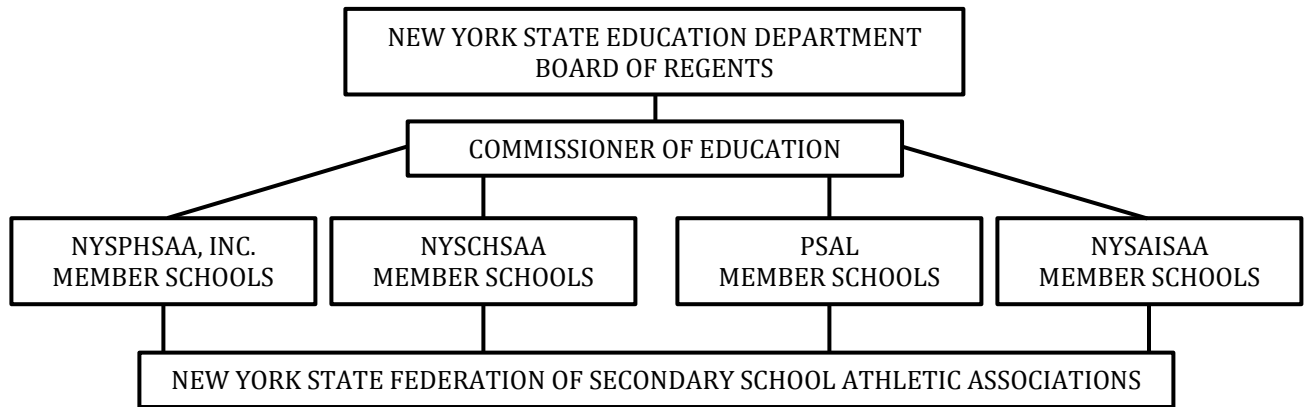 NEW YORK STATE EDUCATION DEPARTMENT
BOARD OF REGENTS
COMMISSIONER OF EDUCATION
NYSPHSAA, INC.
MEMBER SCHOOLS
NYSCHSAA
MEMBER SCHOOLS
PSAL
MEMBER SCHOOLS
NYSAISAA
MEMBER SCHOOLS
NEW YORK STATE FEDERATION OF SECONDARY SCHOOL ATHLETIC ASSOCIATIONS